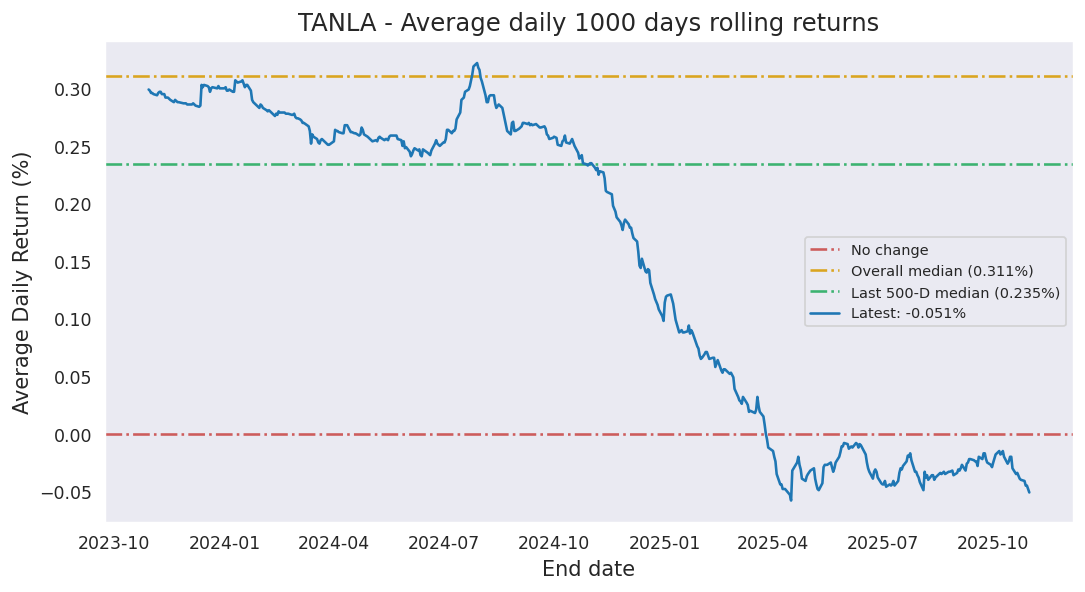 TANLA - Average daily 1000 days rolling returns
Average Daily Return (%)
0.30
0.25
0.20
0.15
0.10
0.05
0.00
−0.05
No change
Overall median (0.311%)
Last 500-D median (0.235%)
Latest: -0.051%
2023-10 2024-01 2024-04 2024-07 2024-10 2025-01 2025-04 2025-07 2025-10
End date